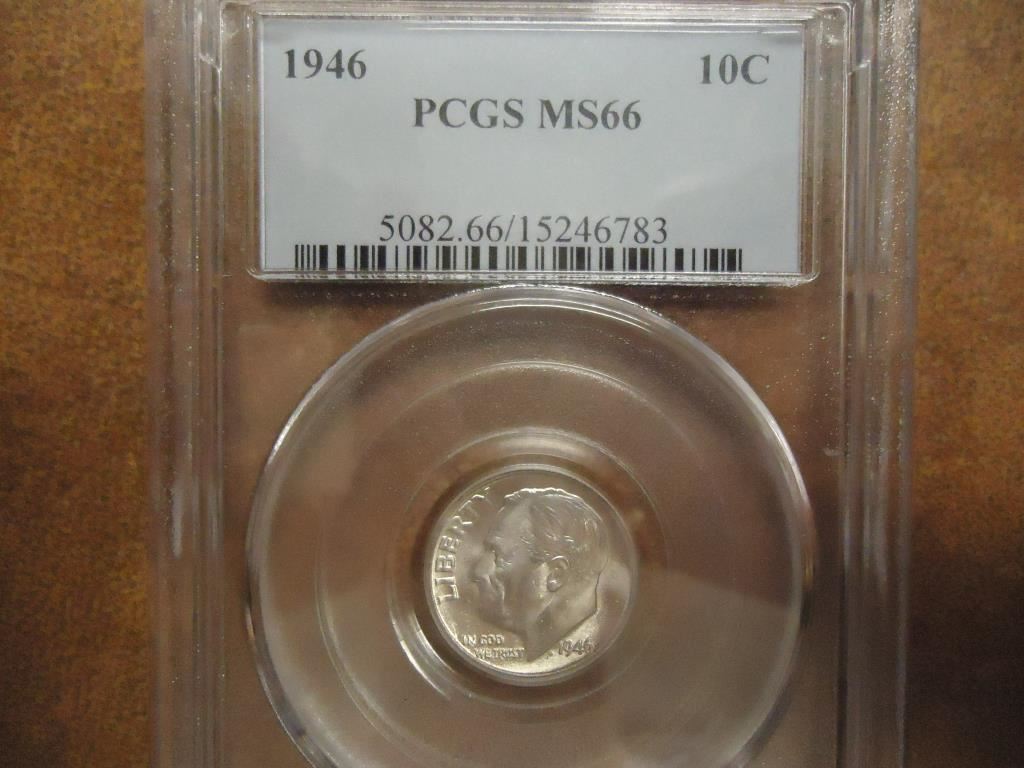 1946 10C
PCGS MS66
5082.66/15246783
LIBERTY
IN GOD
WE TRUST
1946